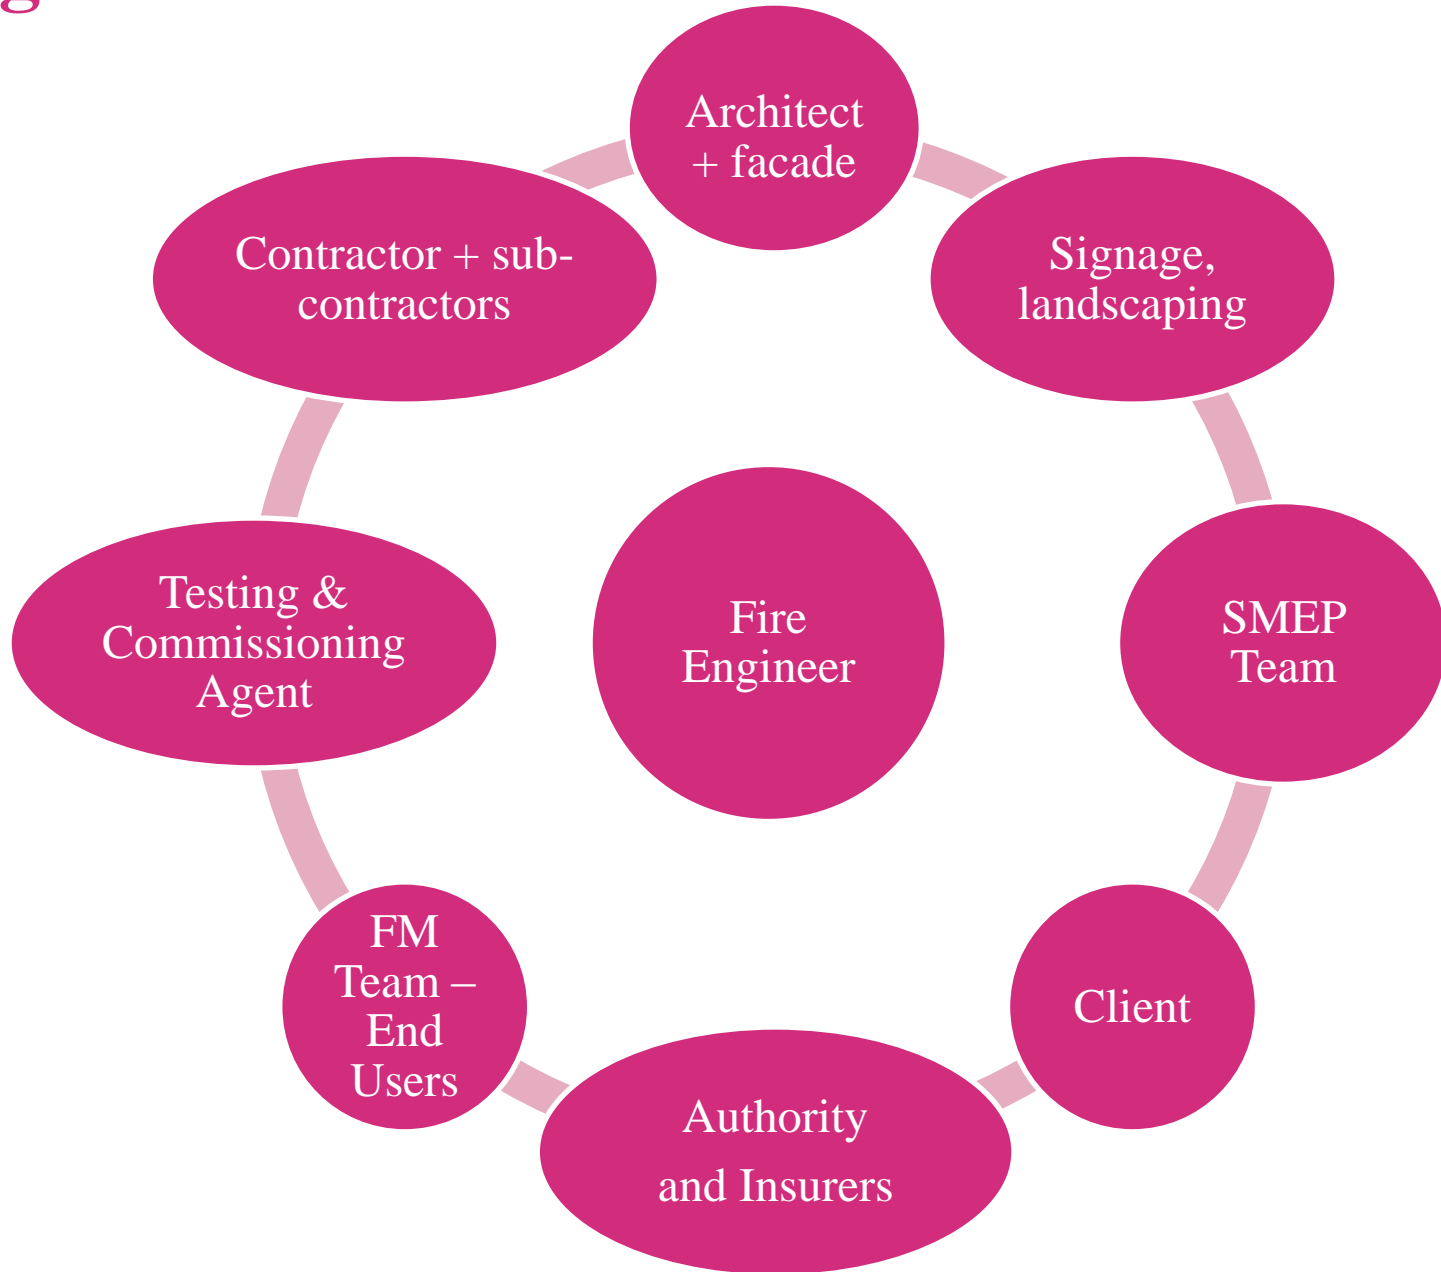 g
Architect
+ facade
Signage,
landscaping
SMEP
Team
Client
Authority
and Insurers
FM
Team –
End
Users
Testing &
Commissioning
Agent
Contractor + sub-
contractors
Fire
Engineer